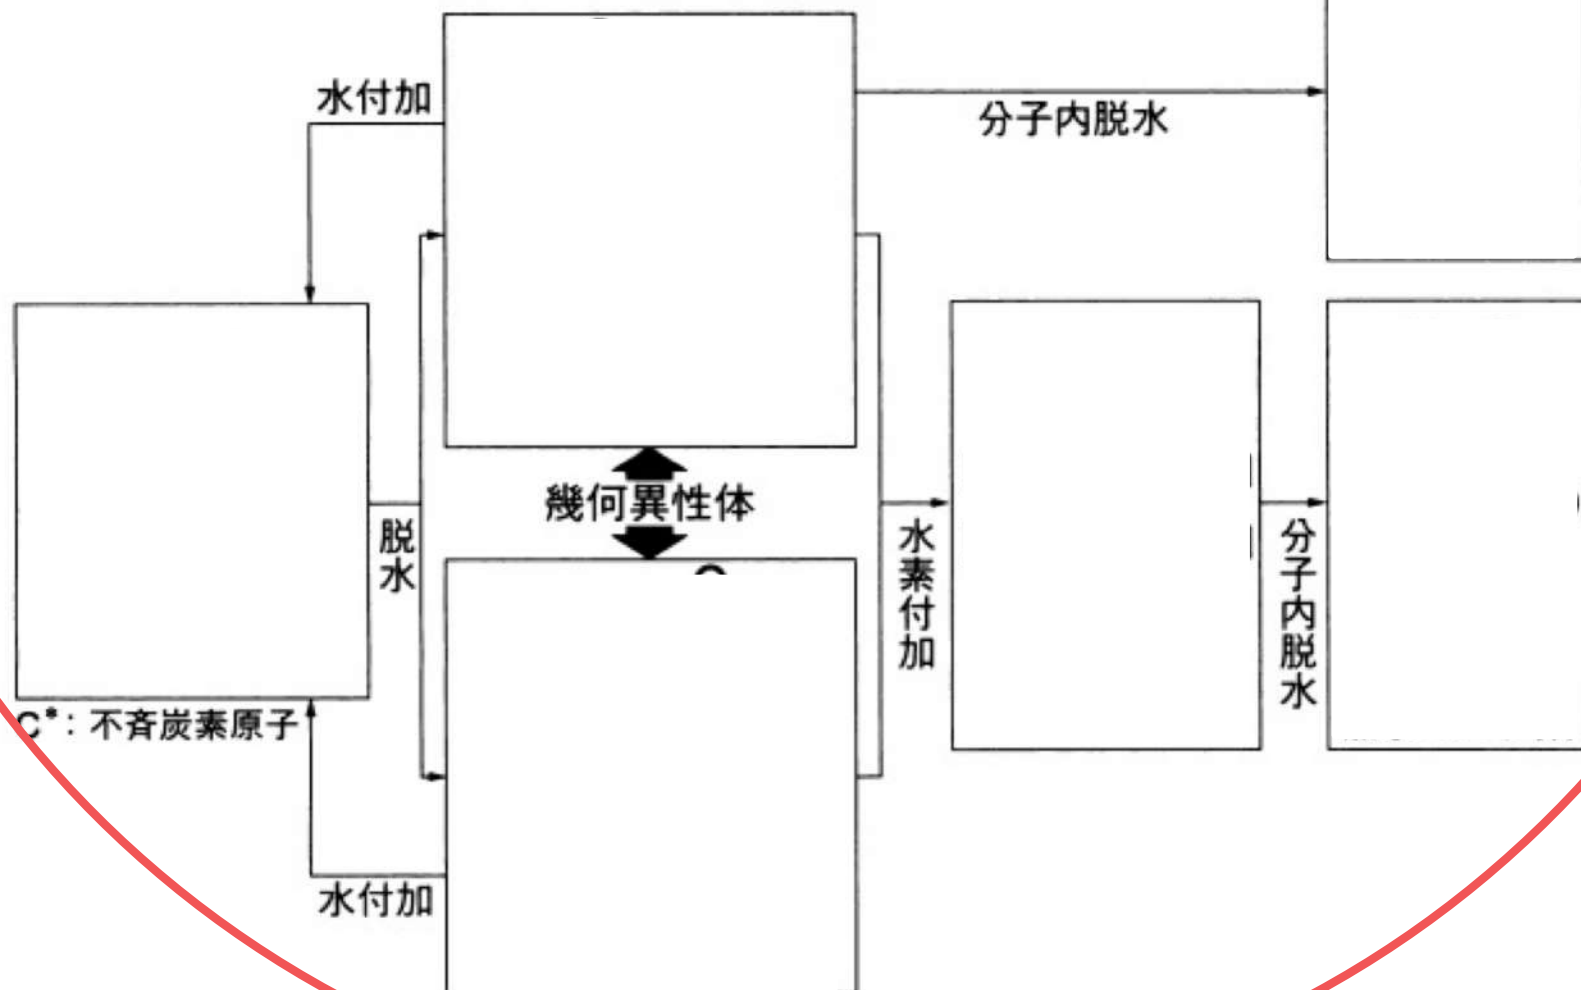 水付加
分子内脱水
幾何異性体
脱水
水素付加
分子内脱水
C*：不斉炭素原子
水付加